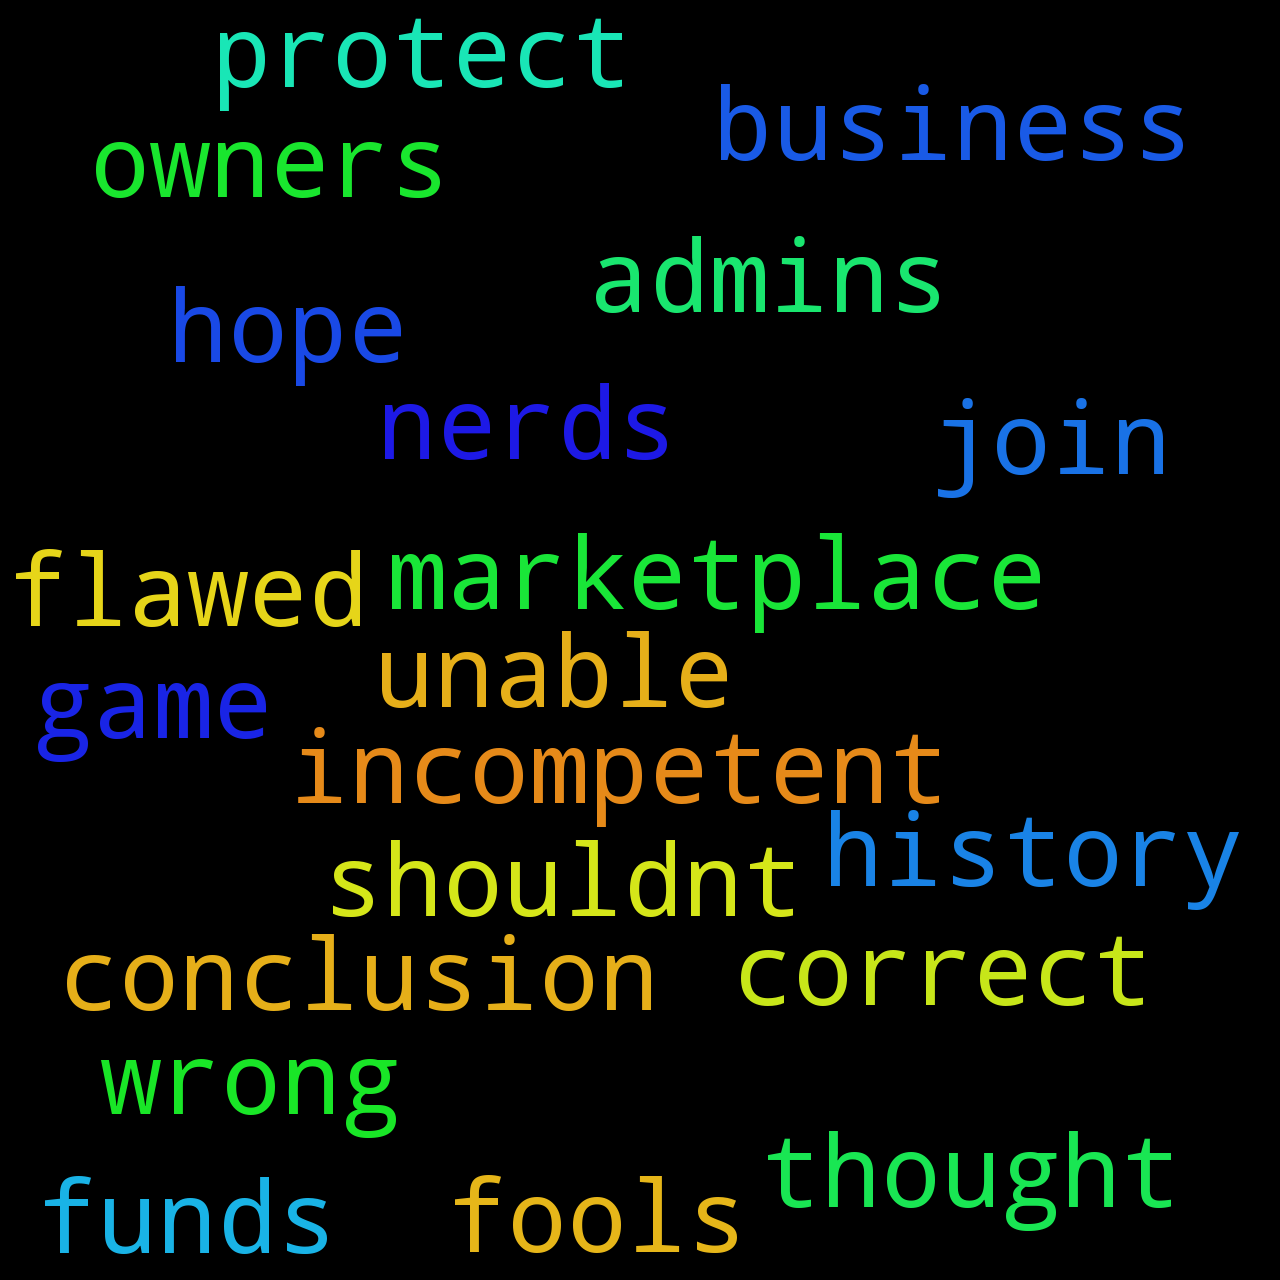 protect
business
owners
admins
hope
nerds
join
marketplace
flawed
unable
game
incompetent
history
shouldnt
conclusion
correct
wrong
thought
funds
fools